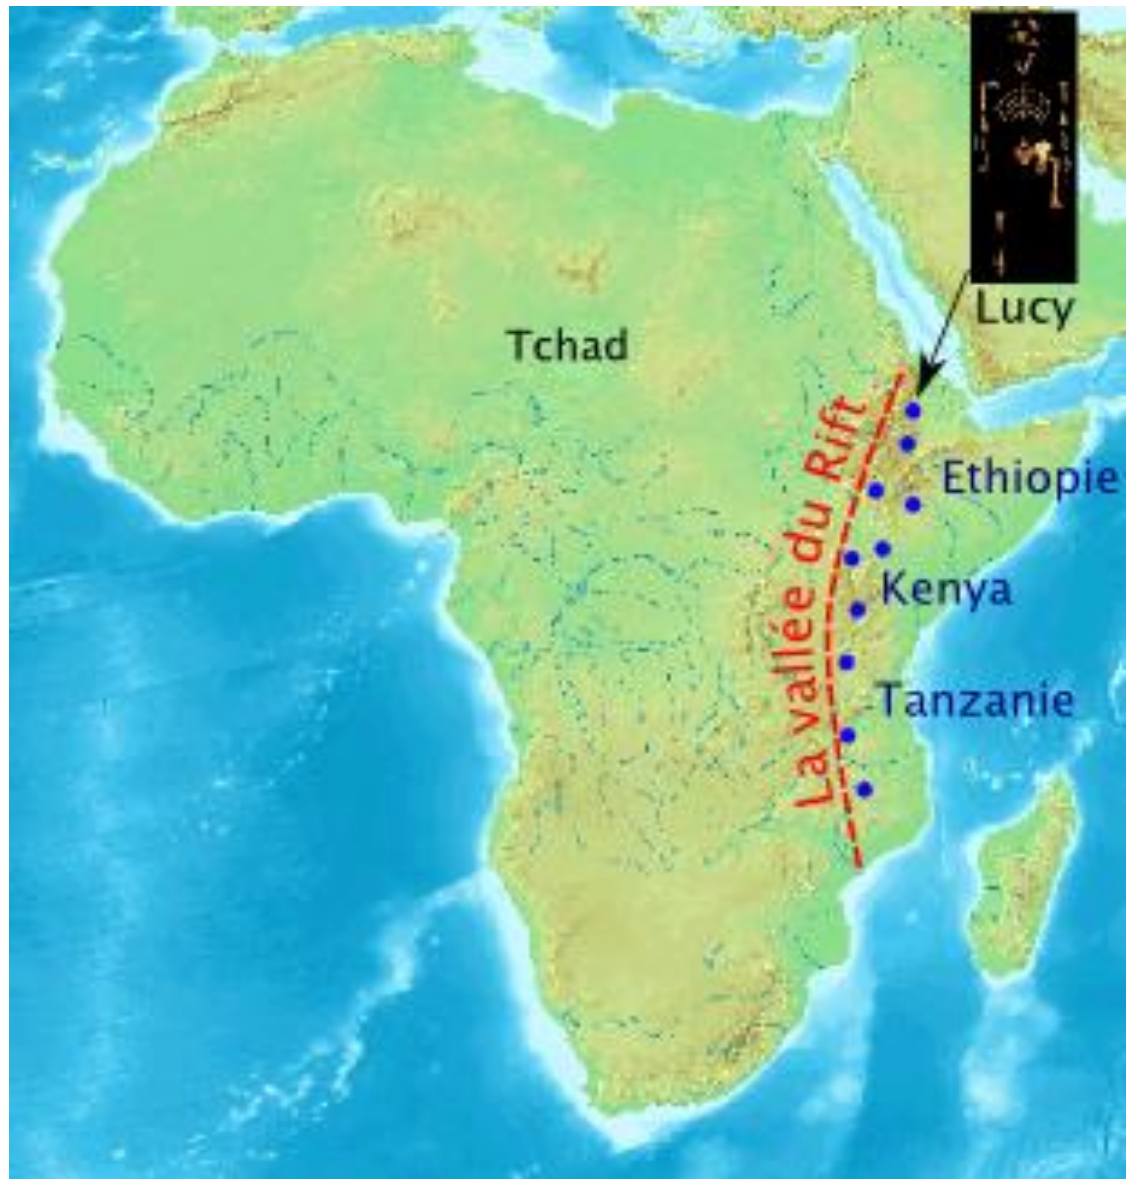 Lucy
Tchad
La vallée du Rift
Ethiopie
Kenya
Tanzanie